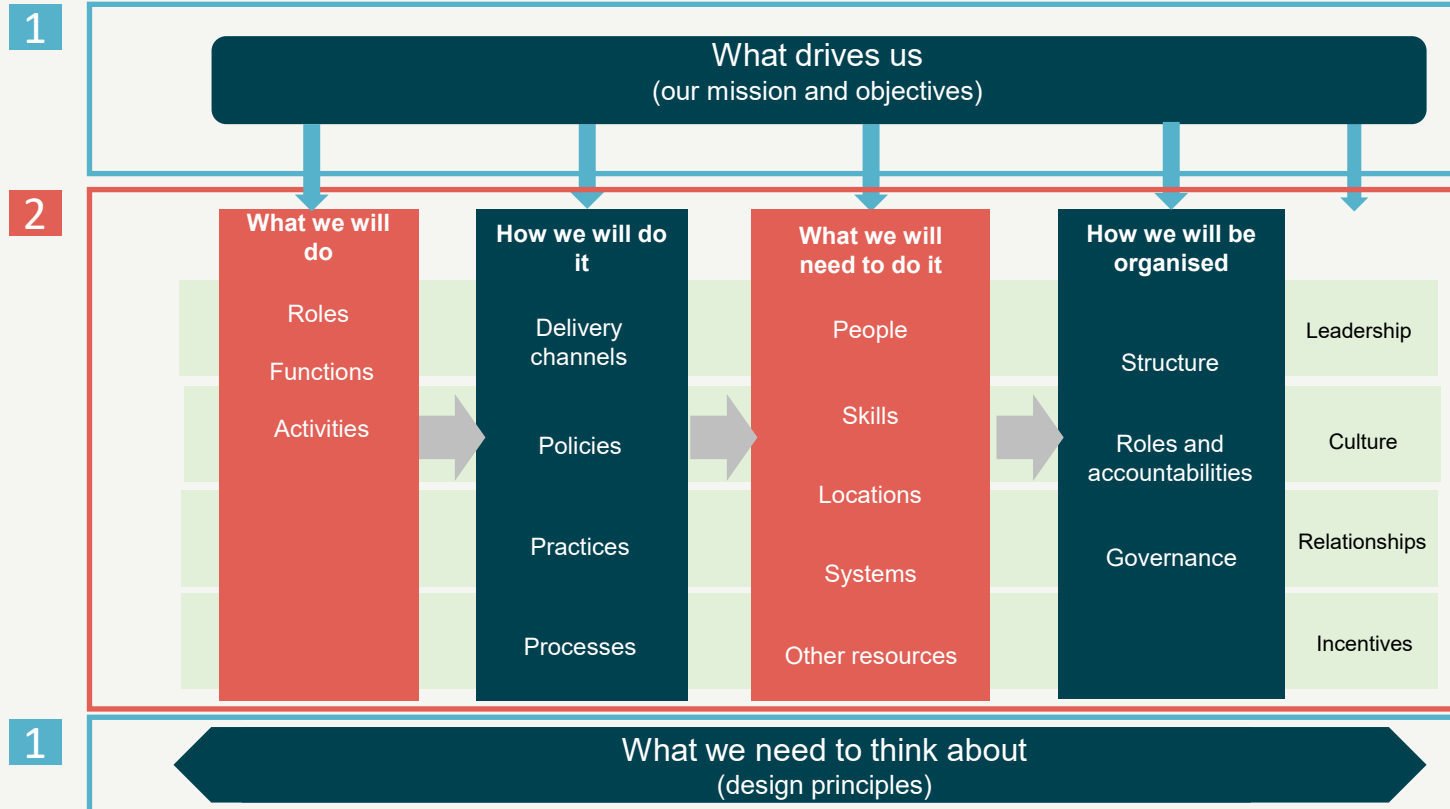 1
What drives us
(our mission and objectives)
2
What we will
do
Roles
Functions
Activities
How we will do
it
Delivery
channels
Policies
Practices
Processes
What we will
need to do it
People
Skills
Locations
Systems
Other resources
How we will be
organised
Structure
Roles and
accountabilities
Governance
Leadership
Culture
Relationships
Incentives
1
What we need to think about
(design principles)